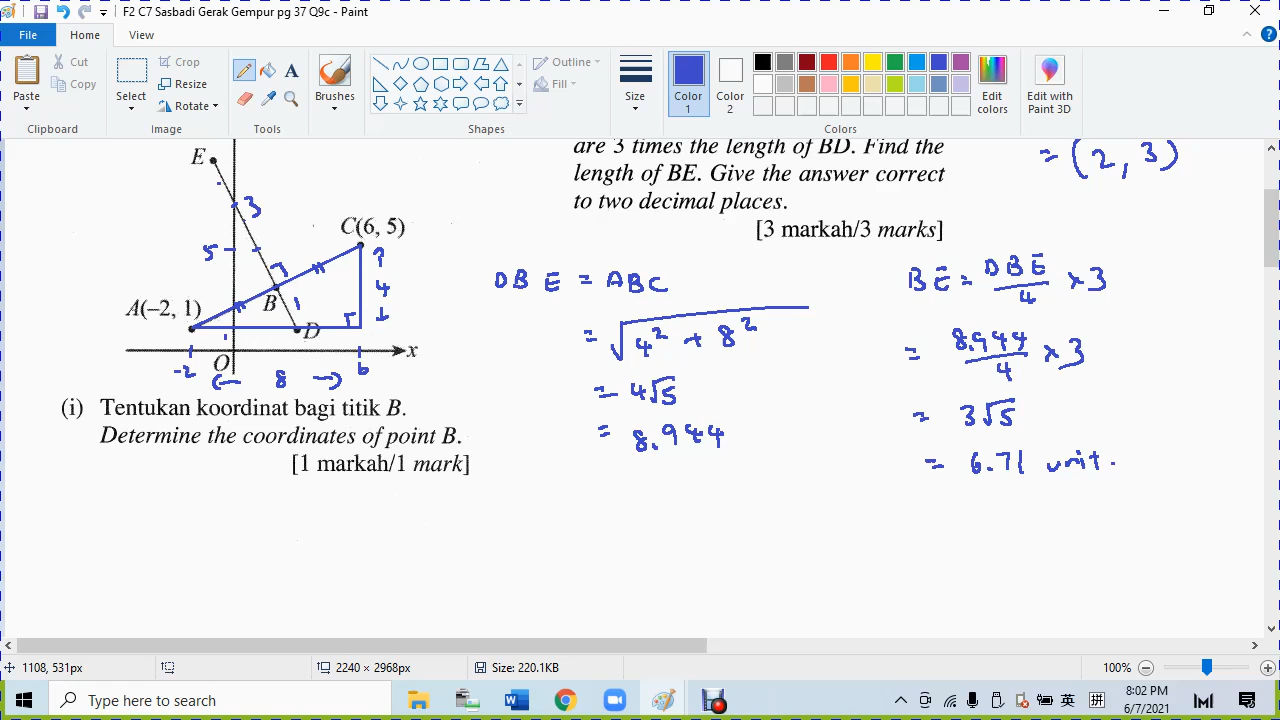 F2 C7 Sasbadi Gerak Gempur pg 37 Q9c - Paint
File Home View
Paste Cut Copy Clipboard
Select Crop Resize Rotate Image
Tools
Brushes
Outline Fill Shapes
Size
Color 1 Color 2 Edit colors Colors
Edit with Paint 3D
are 3 times the length of BD. Find the
length of BE. Give the answer correct
to two decimal places.
[3 markah/3 marks]
= (2, 3)
E
3
5
C(6, 5)
4
A(–2, 1)
B
1
D
O
x
-2
8
6
(i) Tentukan koordinat bagi titik B.
Determine the coordinates of point B.
[1 markah/1 mark]
DBE = ABC
= √4² + 8²
= 4√5
= 8.944
BE = DBE/4 × 3
= 8.944/4 × 3
= 3√5
= 6.71 unit.
1108, 531px
2240 × 2968px
Size: 220.1KB
100%
Type here to search
英
拼
8:02 PM
6/7/2021